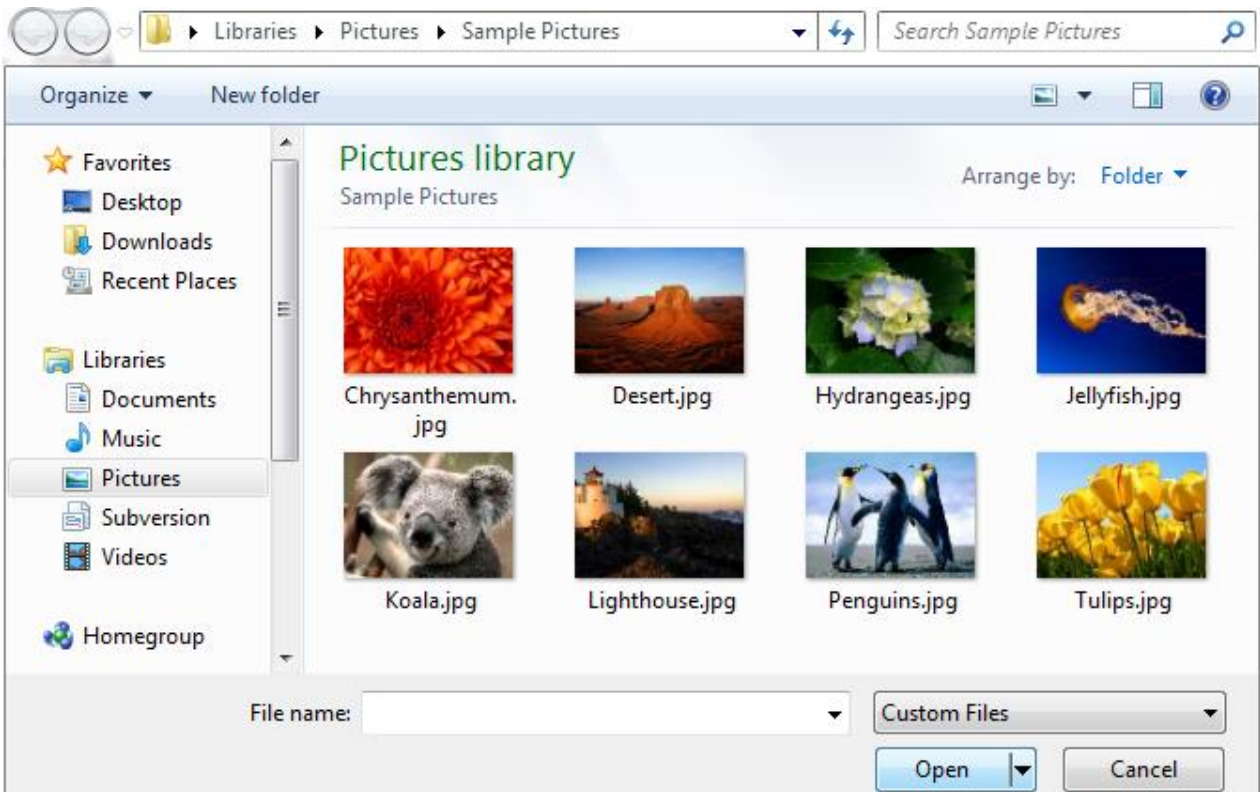 Libraries Pictures Sample Pictures
Search Sample Pictures
Organize New folder
Favorites
Desktop
Downloads
Recent Places
Libraries
Documents
Music
Pictures
Subversion
Videos
Homegroup
Pictures library
Sample Pictures
Arrange by: Folder
Chrysanthemum.
jpg
Desert.jpg
Hydrangeas.jpg
Jellyfish.jpg
Koala.jpg
Lighthouse.jpg
Penguins.jpg
Tulips.jpg
File name:
Custom Files
Open
Cancel